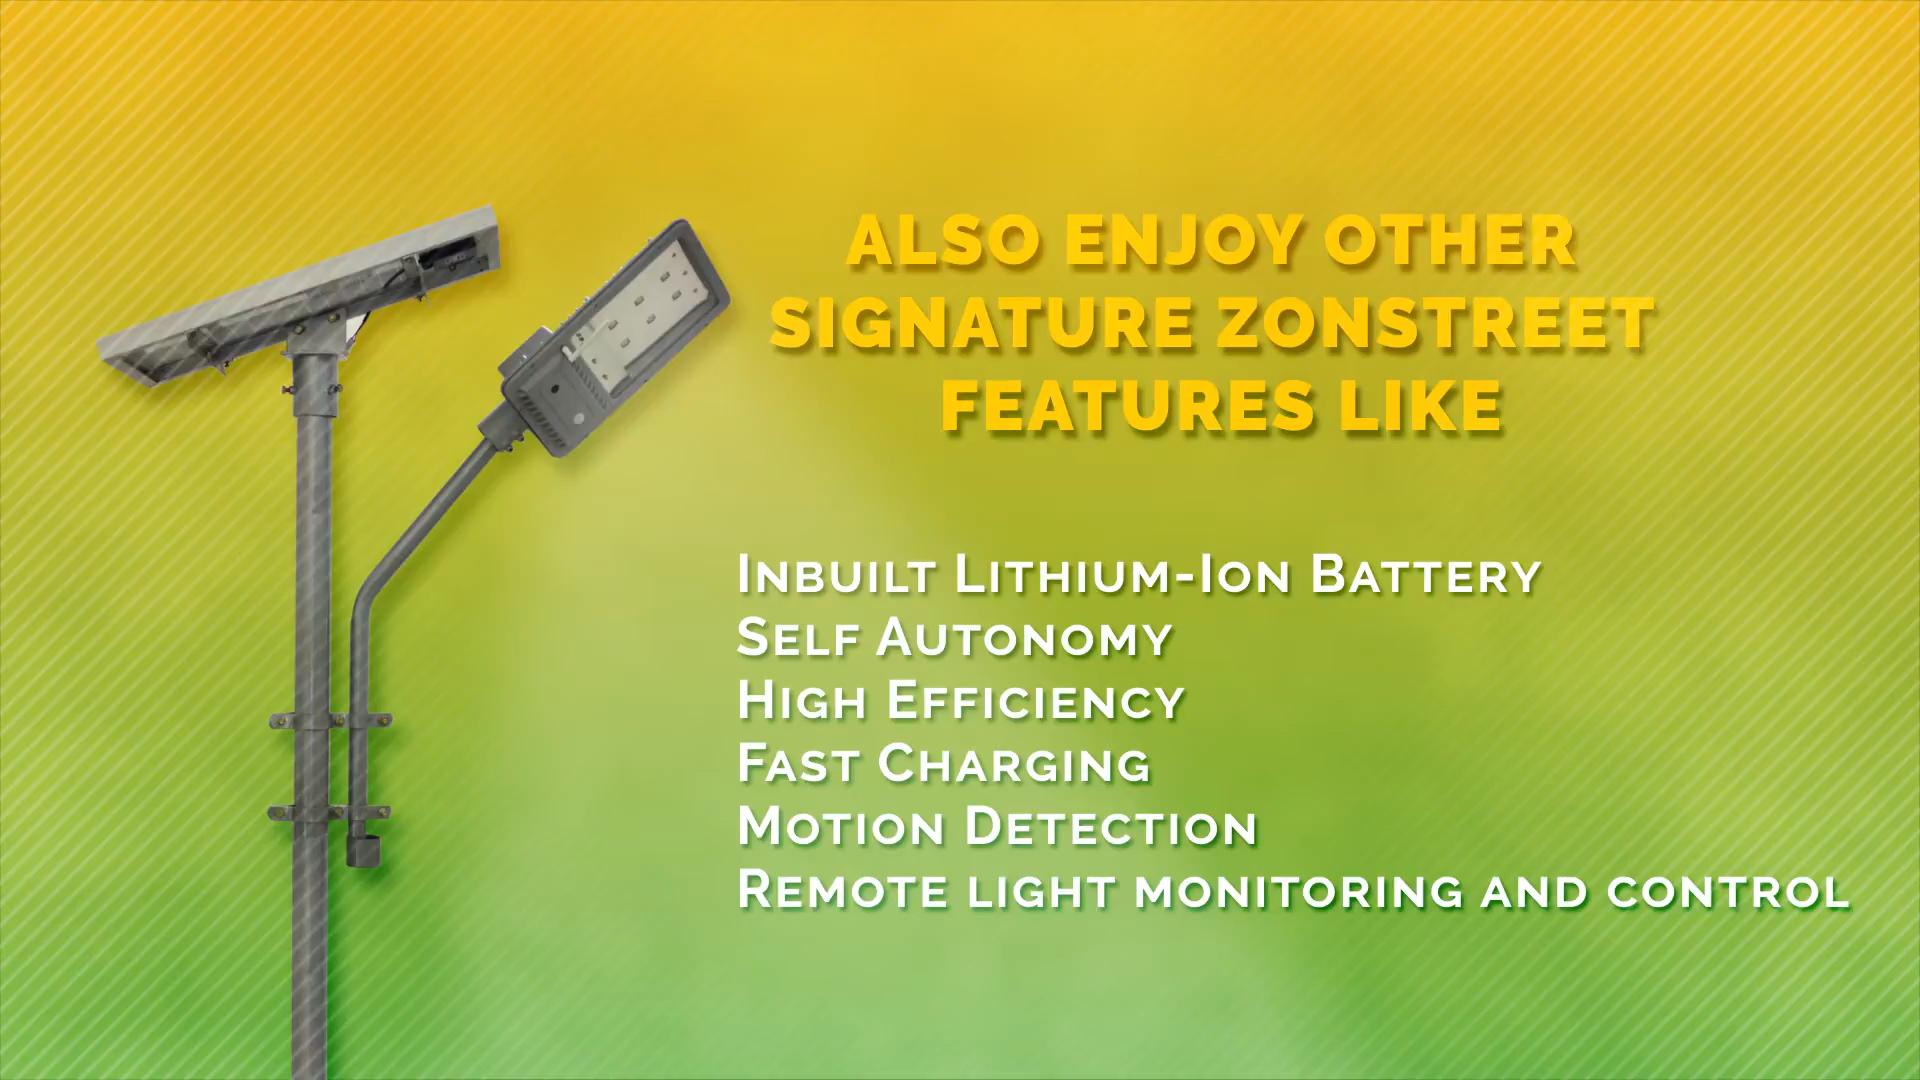 ALSO ENJOY OTHER
SIGNATURE ZONSTREET
FEATURES LIKE
Inbuilt Lithium-Ion Battery
Self Autonomy
High Efficiency
Fast Charging
Motion Detection
Remote light monitoring and control